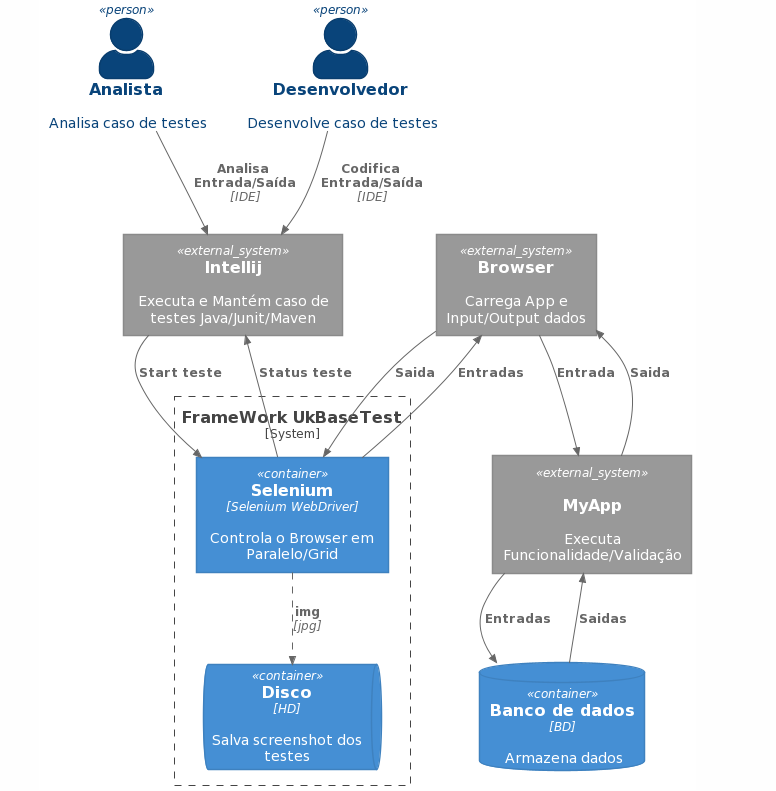 «person»
Analista
Analisa caso de testes
«person»
Desenvolvedor
Desenvolve caso de testes
Analisa
Entrada/Saída
[IDE]
Codifica
Entrada/Saída
[IDE]
«external_system»
Intellij
Executa e Mantém caso de
testes Java/Junit/Maven
«external_system»
Browser
Carrega App e
Input/Output dados
Start teste
Status teste
Saida
Entradas
Entrada
Saida
FrameWork UkBaseTest
[System]
«container»
Selenium
[Selenium WebDriver]
Controla o Browser em
Paralelo/Grid
«external_system»
MyApp
Executa
Funcionalidade/Validação
img
[jpg]
Entradas
Saidas
«container»
Disco
[HD]
Salva screenshot dos
testes
«container»
Banco de dados
[BD]
Armazena dados